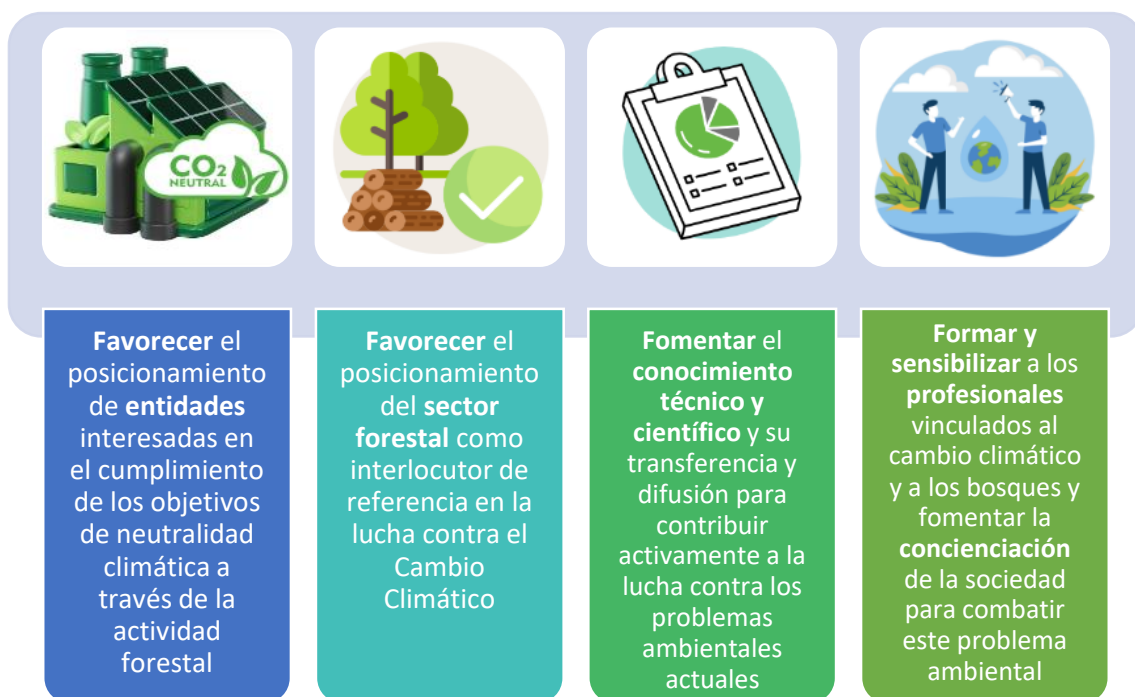 CO2
NEUTRAL
Favorecer el
posicionamiento
de entidades
interesadas en
el cumplimiento
de los objetivos
de neutralidad
climática a
través de la
actividad
forestal
Favorecer el
posicionamiento
del sector
forestal como
interlocutor de
referencia en la
lucha contra el
Cambio
Climático
Fomentar el
conocimiento
técnico y
científico y su
transferencia y
difusión para
contribuir
activamente a la
lucha contra los
problemas
ambientales
actuales
Formar y
sensibilizar a los
profesionales
vinculados al
cambio climático
y a los bosques y
fomentar la
concienciación
de la sociedad
para combatir
este problema
ambiental